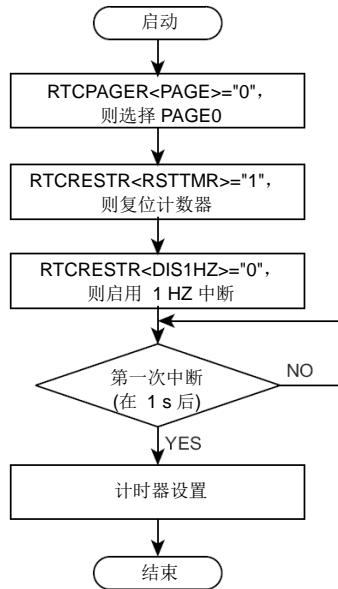 启动
RTCPAGER<PAGE>="0",
则选择 PAGE0
RTCRESTR<RSTTMR>="1",
则复位计数器
RTCRESTR<DIS1HZ>="0",
则启用 1 HZ 中断
第一次中断
(在 1 s 后)
NO
YES
计时器设置
结束